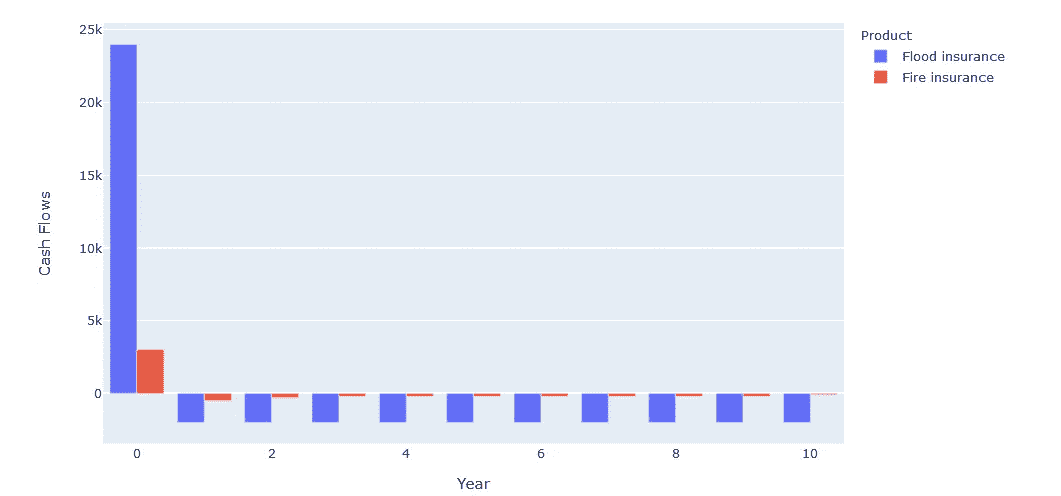 25k
20k
15k
10k
5k
0
Cash Flows
0
2
4
6
8
10
Year
Product
Flood insurance
Fire insurance